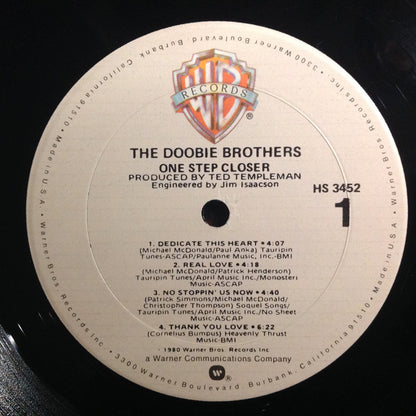 WB
RECORDS
®
THE DOOBIE BROTHERS
ONE STEP CLOSER
PRODUCED BY TED TEMPLEMAN
Engineered by Jim Isaacson
HS 3452
1
1. DEDICATE THIS HEART • 4:07
(Michael McDonald/Paul Anka) Tauripin
Tunes-ASCAP/Paulanne Music, Inc.-BMI
2. REAL LOVE • 4:18
(Michael McDonald/Patrick Henderson)
Tauripin Tunes/April Music Inc./Monosteri
Music-ASCAP
3. NO STOPPIN' US NOW • 4:40
(Patrick Simmons/Michael McDonald/
Christopher Thompson) Soquel Songs/
Tauripin Tunes/April Music Inc./No Sheet
Music-ASCAP
4. THANK YOU LOVE • 6:22
(Cornelius Bumpus) Heavenly Thrust
Music-BMI
℗ 1980 Warner Bros. Records Inc.
a Warner Communications Company
Warner Bros. Records Inc. • 3300 Warner Boulevard Burbank, California 91510 • Made in U.S.A. •
Warner Bros. Records Inc. • 3300 Warner Boulevard Burbank, California 91510 • Made in U.S.A. •